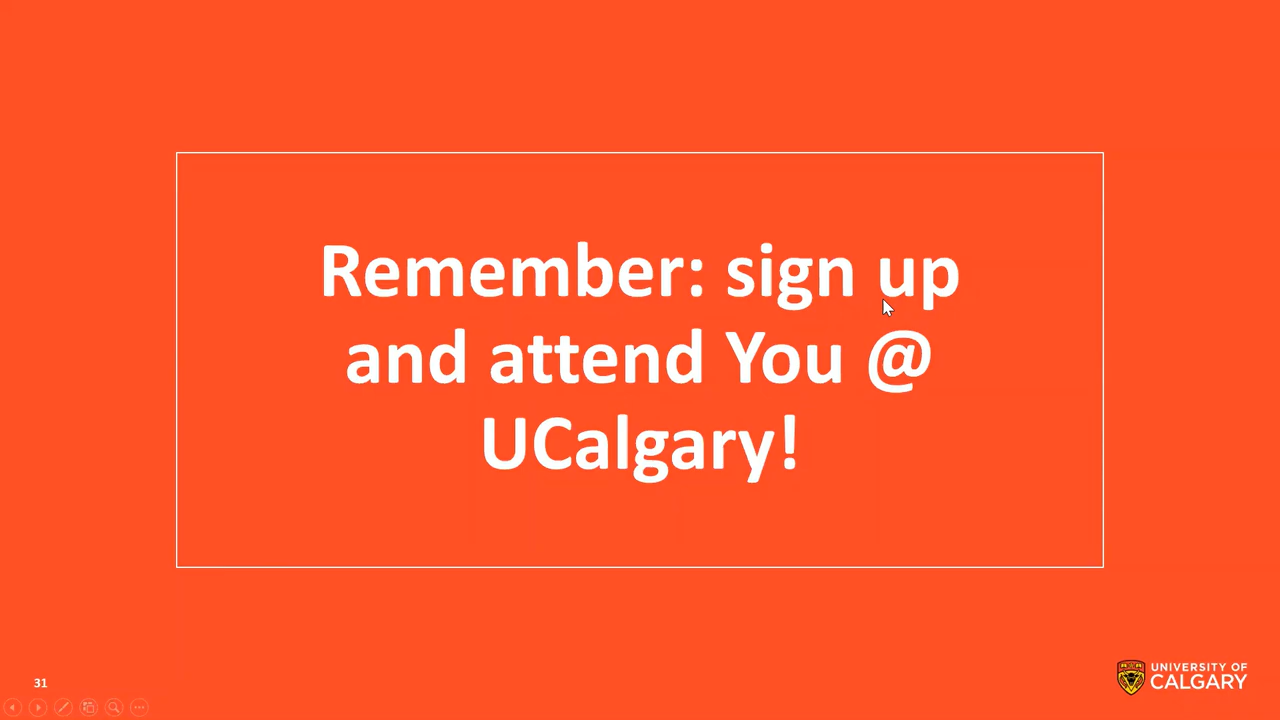 Remember: sign up
and attend You @
UCalgary!
31
UNIVERSITY OF
CALGARY